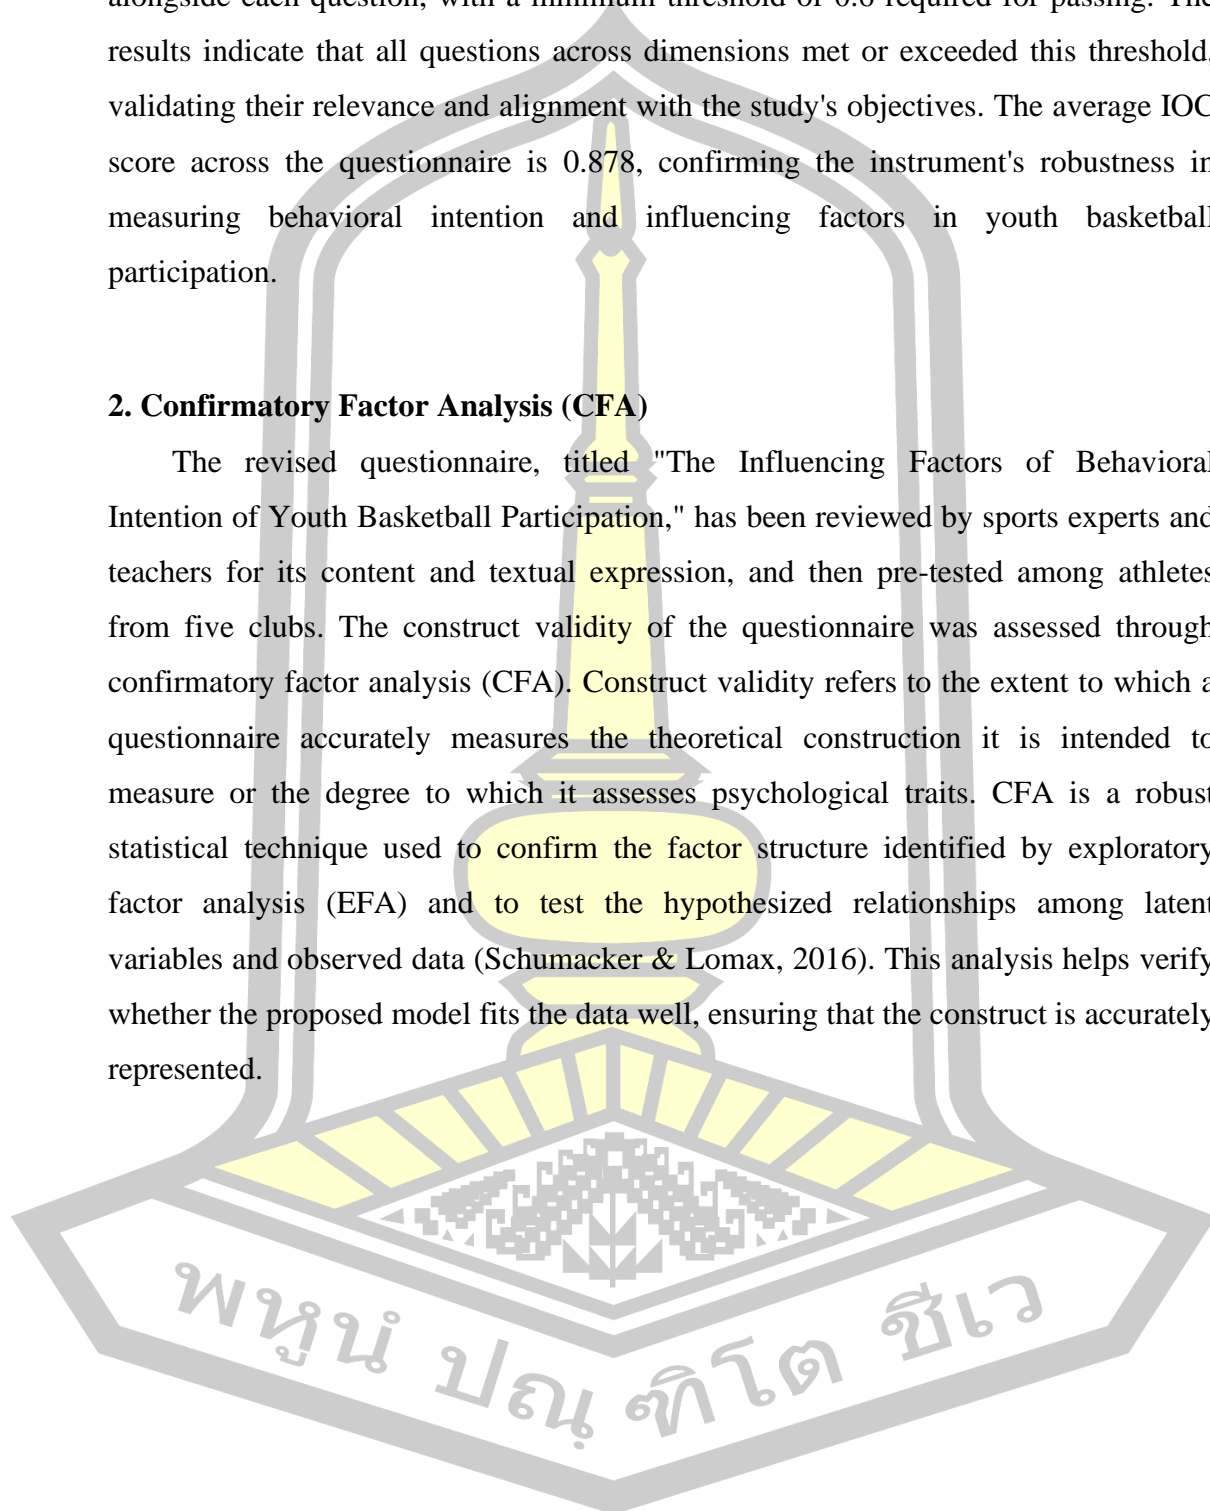 alongside each question, with a minimum threshold of 0.6 required for passing. The
results indicate that all questions across dimensions met or exceeded this threshold,
validating their relevance and alignment with the study's objectives. The average IOC
score across the questionnaire is 0.878, confirming the instrument's robustness in
measuring behavioral intention and influencing factors in youth basketball
participation.
2. Confirmatory Factor Analysis (CFA)
The revised questionnaire, titled "The Influencing Factors of Behavioral
Intention of Youth Basketball Participation," has been reviewed by sports experts and
teachers for its content and textual expression, and then pre-tested among athletes
from five clubs. The construct validity of the questionnaire was assessed through
confirmatory factor analysis (CFA). Construct validity refers to the extent to which a
questionnaire accurately measures the theoretical construction it is intended to
measure or the degree to which it assesses psychological traits. CFA is a robust
statistical technique used to confirm the factor structure identified by exploratory
factor analysis (EFA) and to test the hypothesized relationships among latent
variables and observed data (Schumacker & Lomax, 2016). This analysis helps verify
whether the proposed model fits the data well, ensuring that the construct is accurately
represented.
พหูนํ ปณฺฑิโต ชีเว